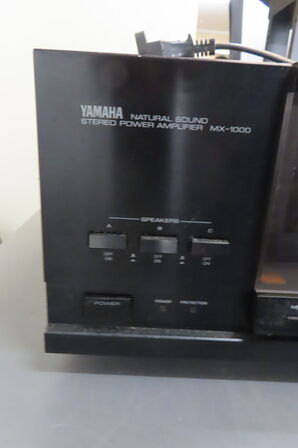 YAMAHA NATURAL SOUND
STEREO POWER AMPLIFIER MX-1000
SPEAKERS
A B C
OFF OFF OFF
ON ON ON
POWER POWER PROTECTION